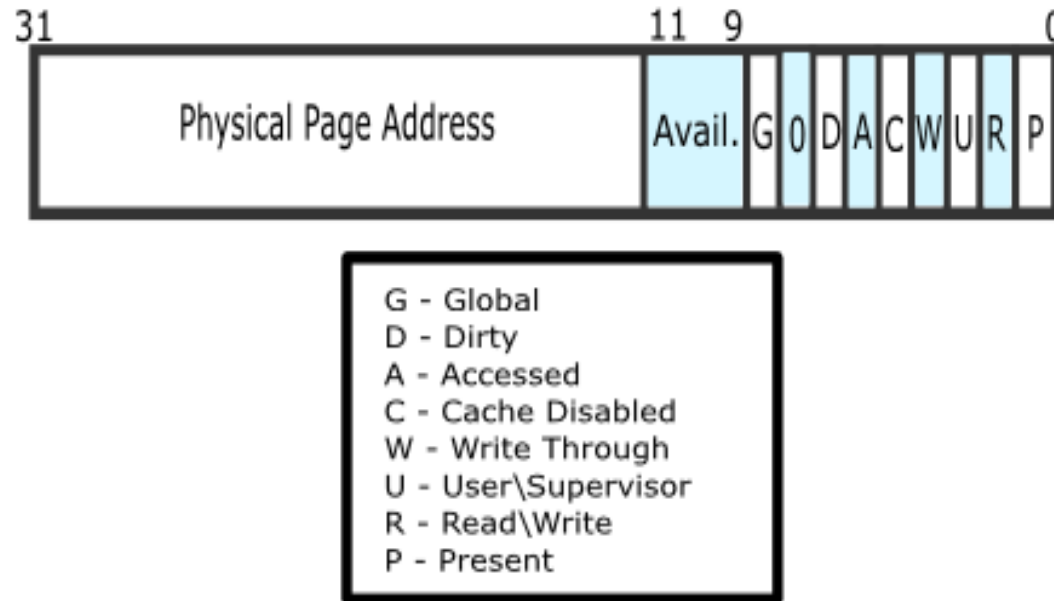 31 11 9 0
Physical Page Address Avail. G 0 D A C W U R P
G - Global
D - Dirty
A - Accessed
C - Cache Disabled
W - Write Through
U - User\Supervisor
R - Read\Write
P - Present